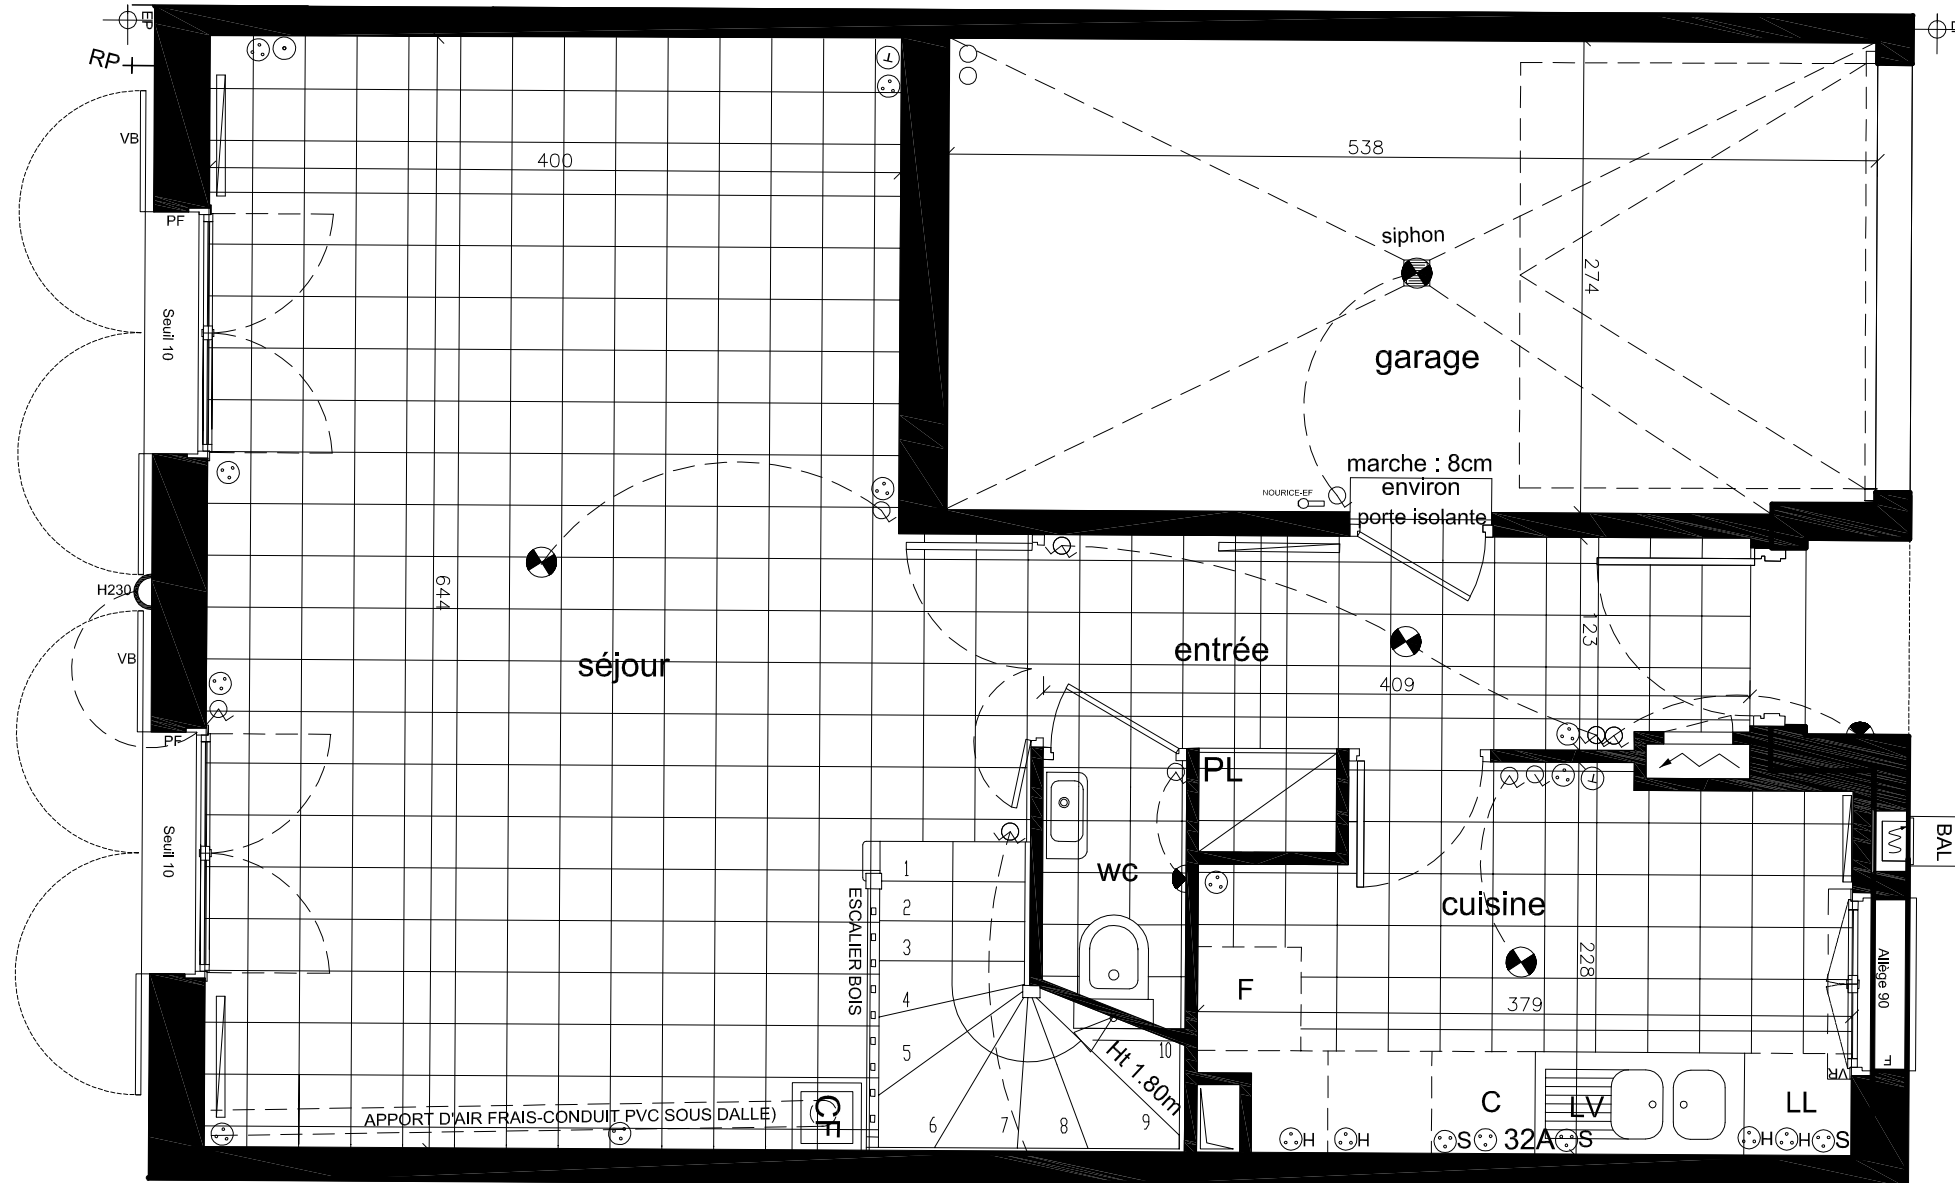 EP
RP
VB
PF
Seuil 10
400
538
siphon
274
garage
marche : 8cm
environ
porte isolante
NOURICE-EF
H230
VB
PF
Seuil 10
644
séjour
entrée
409
123
PL
wc
cuisine
BAL
ESCALIER BOIS
1
2
3
4
5
6
7
8
9
10
Ht 1.80m
F
228
379
Allège 90
F
VR
CF
APPORT D'AIR FRAIS-CONDUIT PVC SOUS DALLE)
C
LV
LL
H
H
S
32A
S
H
H
S